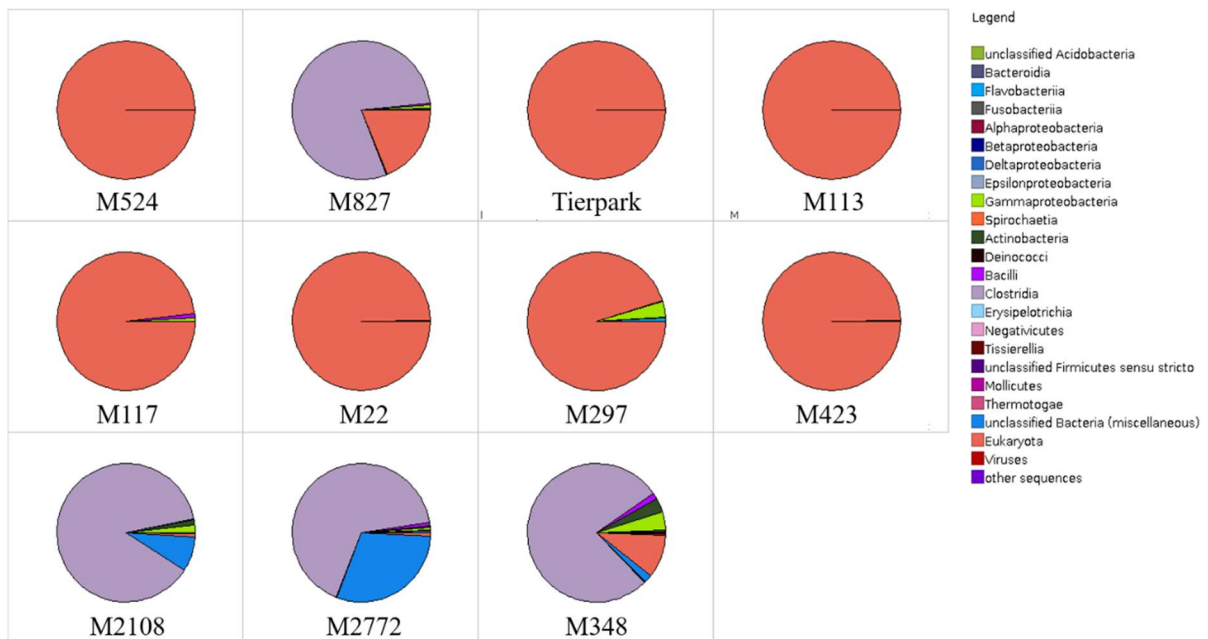 M524
M827
Tierpark
M113
M
M117
M22
M297
M423
M2108
M2772
M348
Legend
unclassified Acidobacteria
Bacteroidia
Flavobacteriia
Fusobacteriia
Alphaproteobacteria
Betaproteobacteria
Deltaproteobacteria
Epsilonproteobacteria
Gammaproteobacteria
Spirochaetia
Actinobacteria
Deinococci
Bacilli
Clostridia
Erysipelotrichia
Negativicutes
Tissierellia
unclassified Firmicutes sensu stricto
Mollicutes
Thermotogae
unclassified Bacteria (miscellaneous)
Eukaryota
Viruses
other sequences